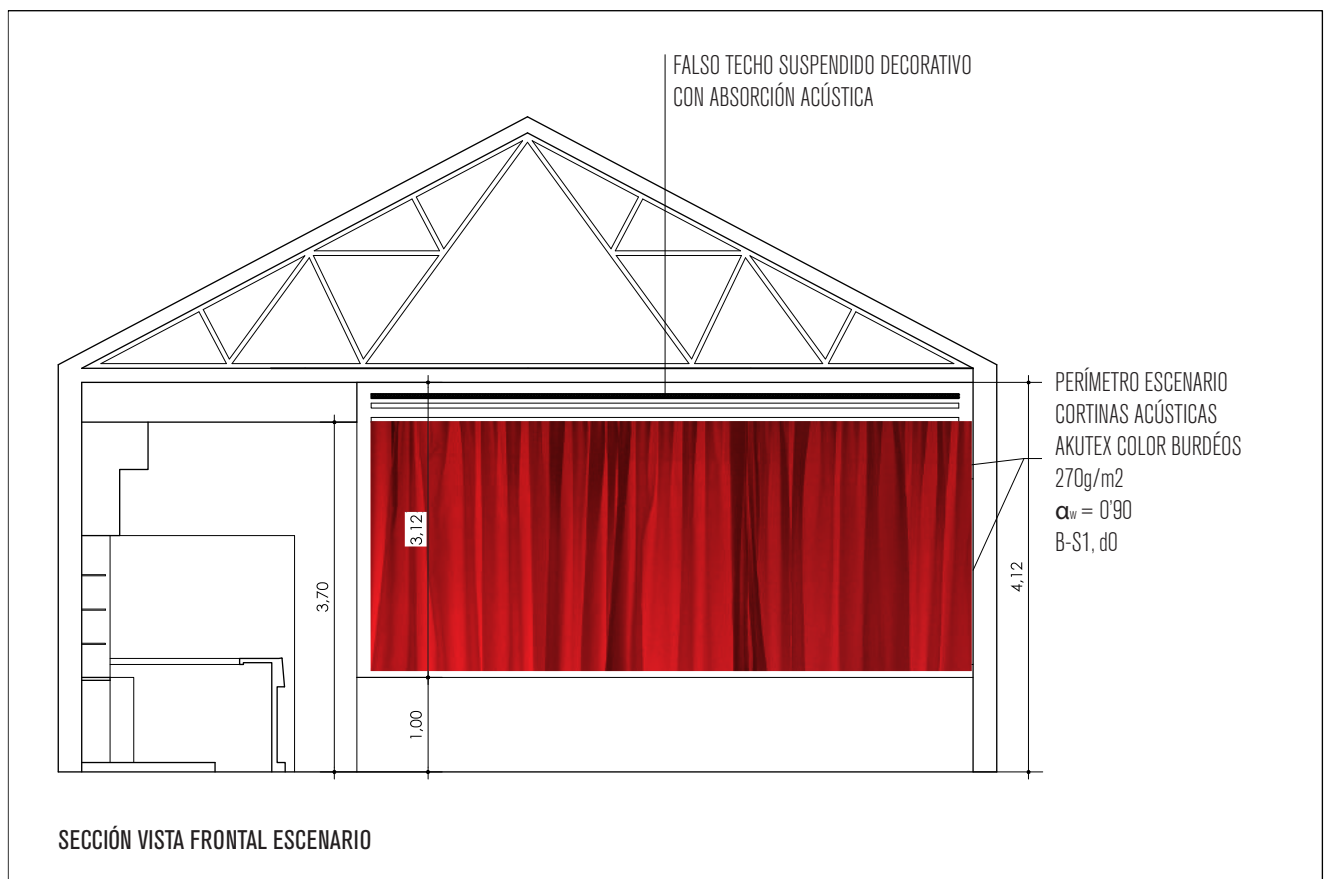 FALSO TECHO SUSPENDIDO DECORATIVO
CON ABSORCIÓN ACÚSTICA
PERÍMETRO ESCENARIO
CORTINAS ACÚSTICAS
AKUTEX COLOR BURDÉOS
270g/m2
αw = 0'90
B-S1, d0
3,12
3,70
4,12
1,00
SECCIÓN VISTA FRONTAL ESCENARIO